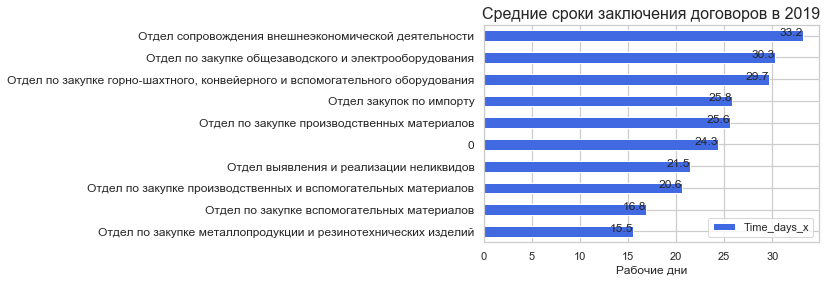 Средние сроки заключения договоров в 2019
Отдел сопровождения внешнеэкономической деятельности 33.2
Отдел по закупке общезаводского и электрооборудования 30.3
Отдел по закупке горно-шахтного, конвейерного и вспомогательного оборудования 29.7
Отдел закупок по импорту 25.8
Отдел по закупке производственных материалов 25.6
0 24.3
Отдел выявления и реализации неликвидов 21.5
Отдел по закупке производственных и вспомогательных материалов 20.6
Отдел по закупке вспомогательных материалов 16.8
Отдел по закупке металлопродукции и резинотехнических изделий 15.5
Time_days_x
0 5 10 15 20 25 30
Рабочие дни